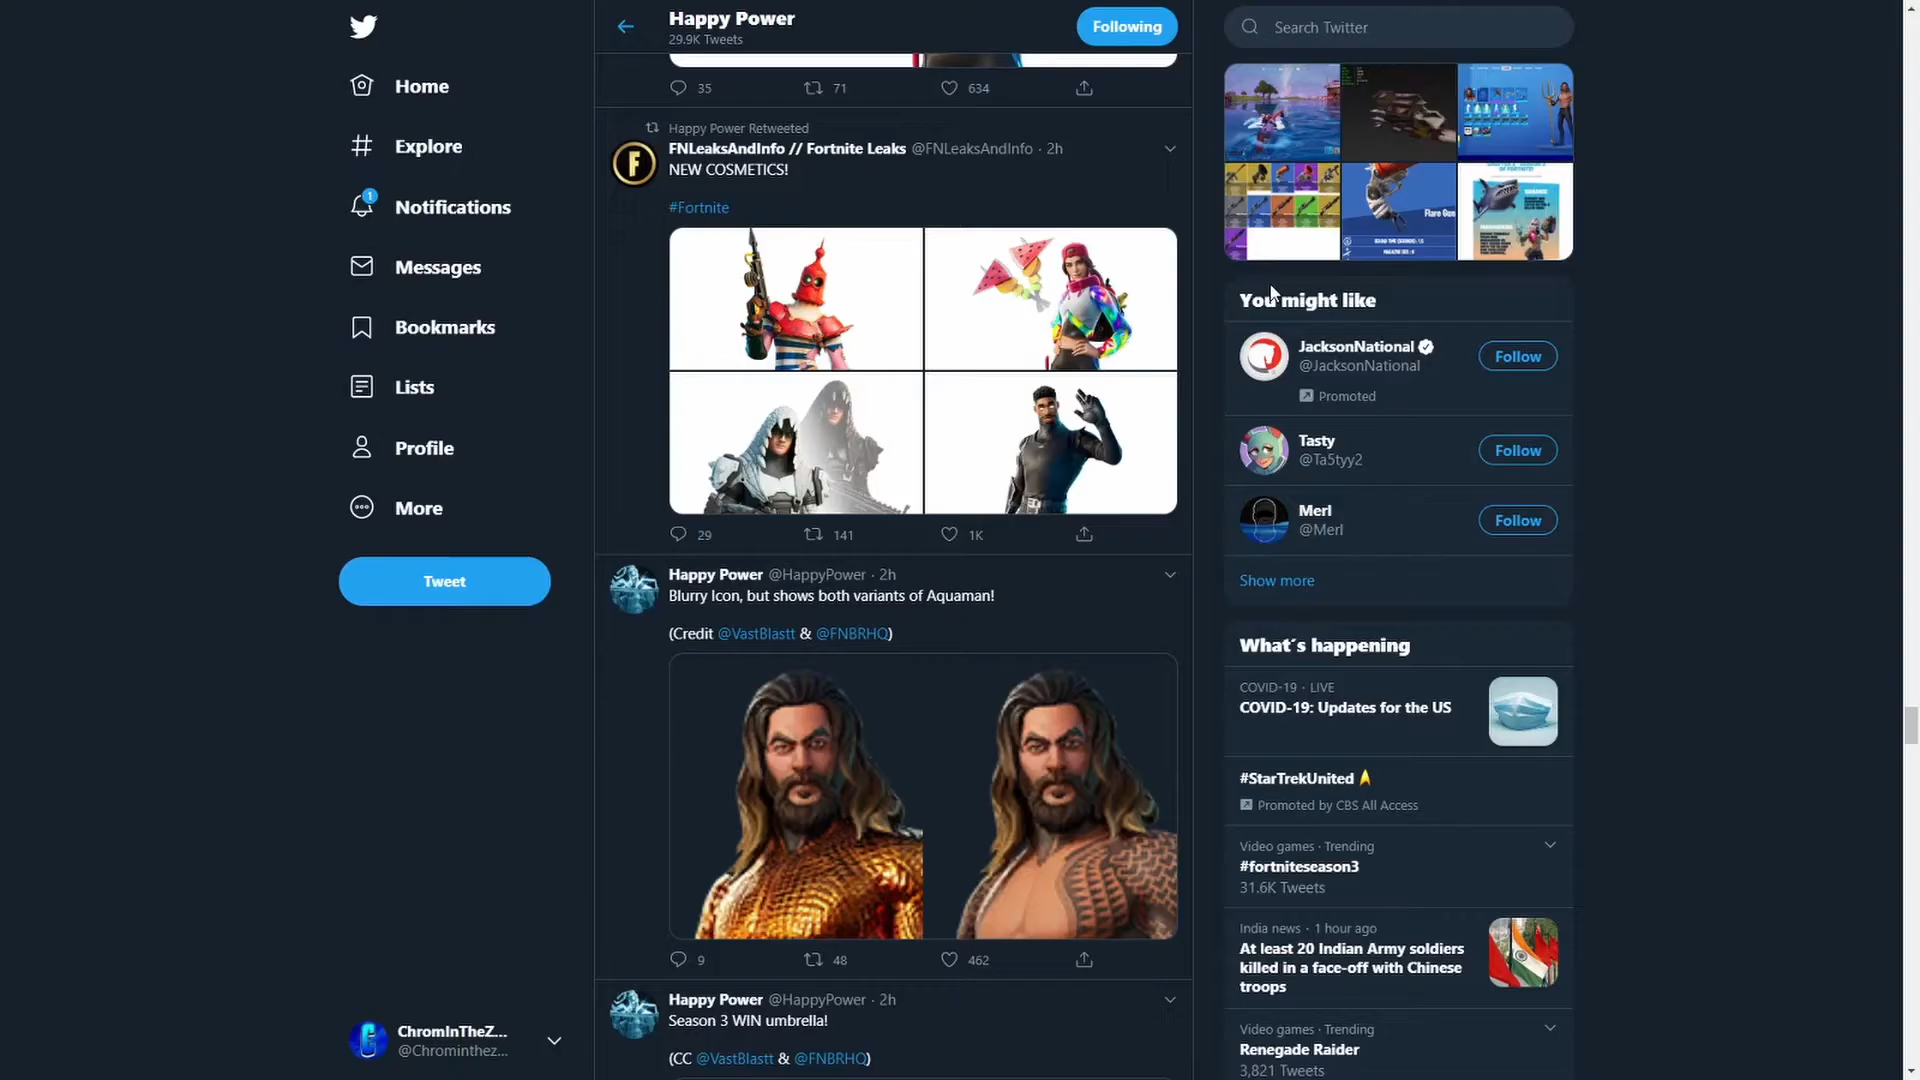 Home
Explore
1
Notifications
Messages
Bookmarks
Lists
Profile
More
Tweet
ChromInTheZ...
@Chrominthez...
Happy Power
29.9K Tweets
Following
35 71 634
Happy Power Retweeted
FNLeaksAndInfo // Fortnite Leaks @FNLeaksAndInfo · 2h
NEW COSMETICS!
#Fortnite
29 141 1K
Happy Power @HappyPower · 2h
Blurry Icon, but shows both variants of Aquaman!
(Credit @VastBlastt & @FNBRHQ)
9 48 462
Happy Power @HappyPower · 2h
Season 3 WIN umbrella!
(CC @VastBlastt & @FNBRHQ)
Search Twitter
Flare Gun
You might like
JacksonNational
@JacksonNational
Promoted
Follow
Tasty
@Ta5tyy2
Follow
Merl
@Merl
Follow
Show more
What's happening
COVID-19 · LIVE
COVID-19: Updates for the US
#StarTrekUnited
Promoted by CBS All Access
Video games · Trending
#fortniteseason3
31.6K Tweets
India news · 1 hour ago
At least 20 Indian Army soldiers
killed in a face-off with Chinese
troops
Video games · Trending
Renegade Raider
3,821 Tweets